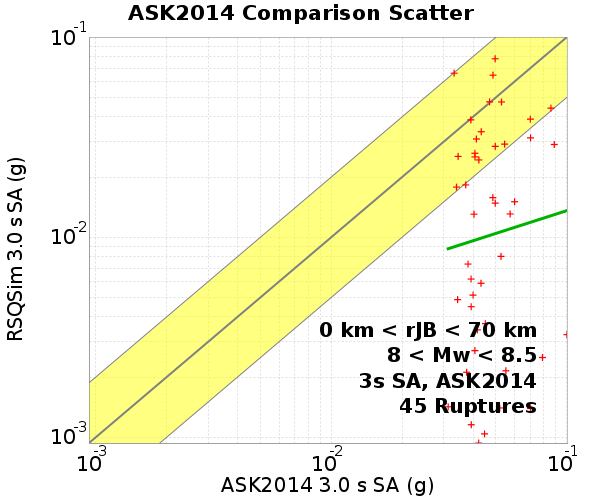 ASK2014 Comparison Scatter
10-1
10-2
10-3
RSQSim 3.0 s SA (g)
0 km < rJB < 70 km
8 < Mw < 8.5
3s SA, ASK2014
45 Ruptures
10-3 10-2 10-1
ASK2014 3.0 s SA (g)